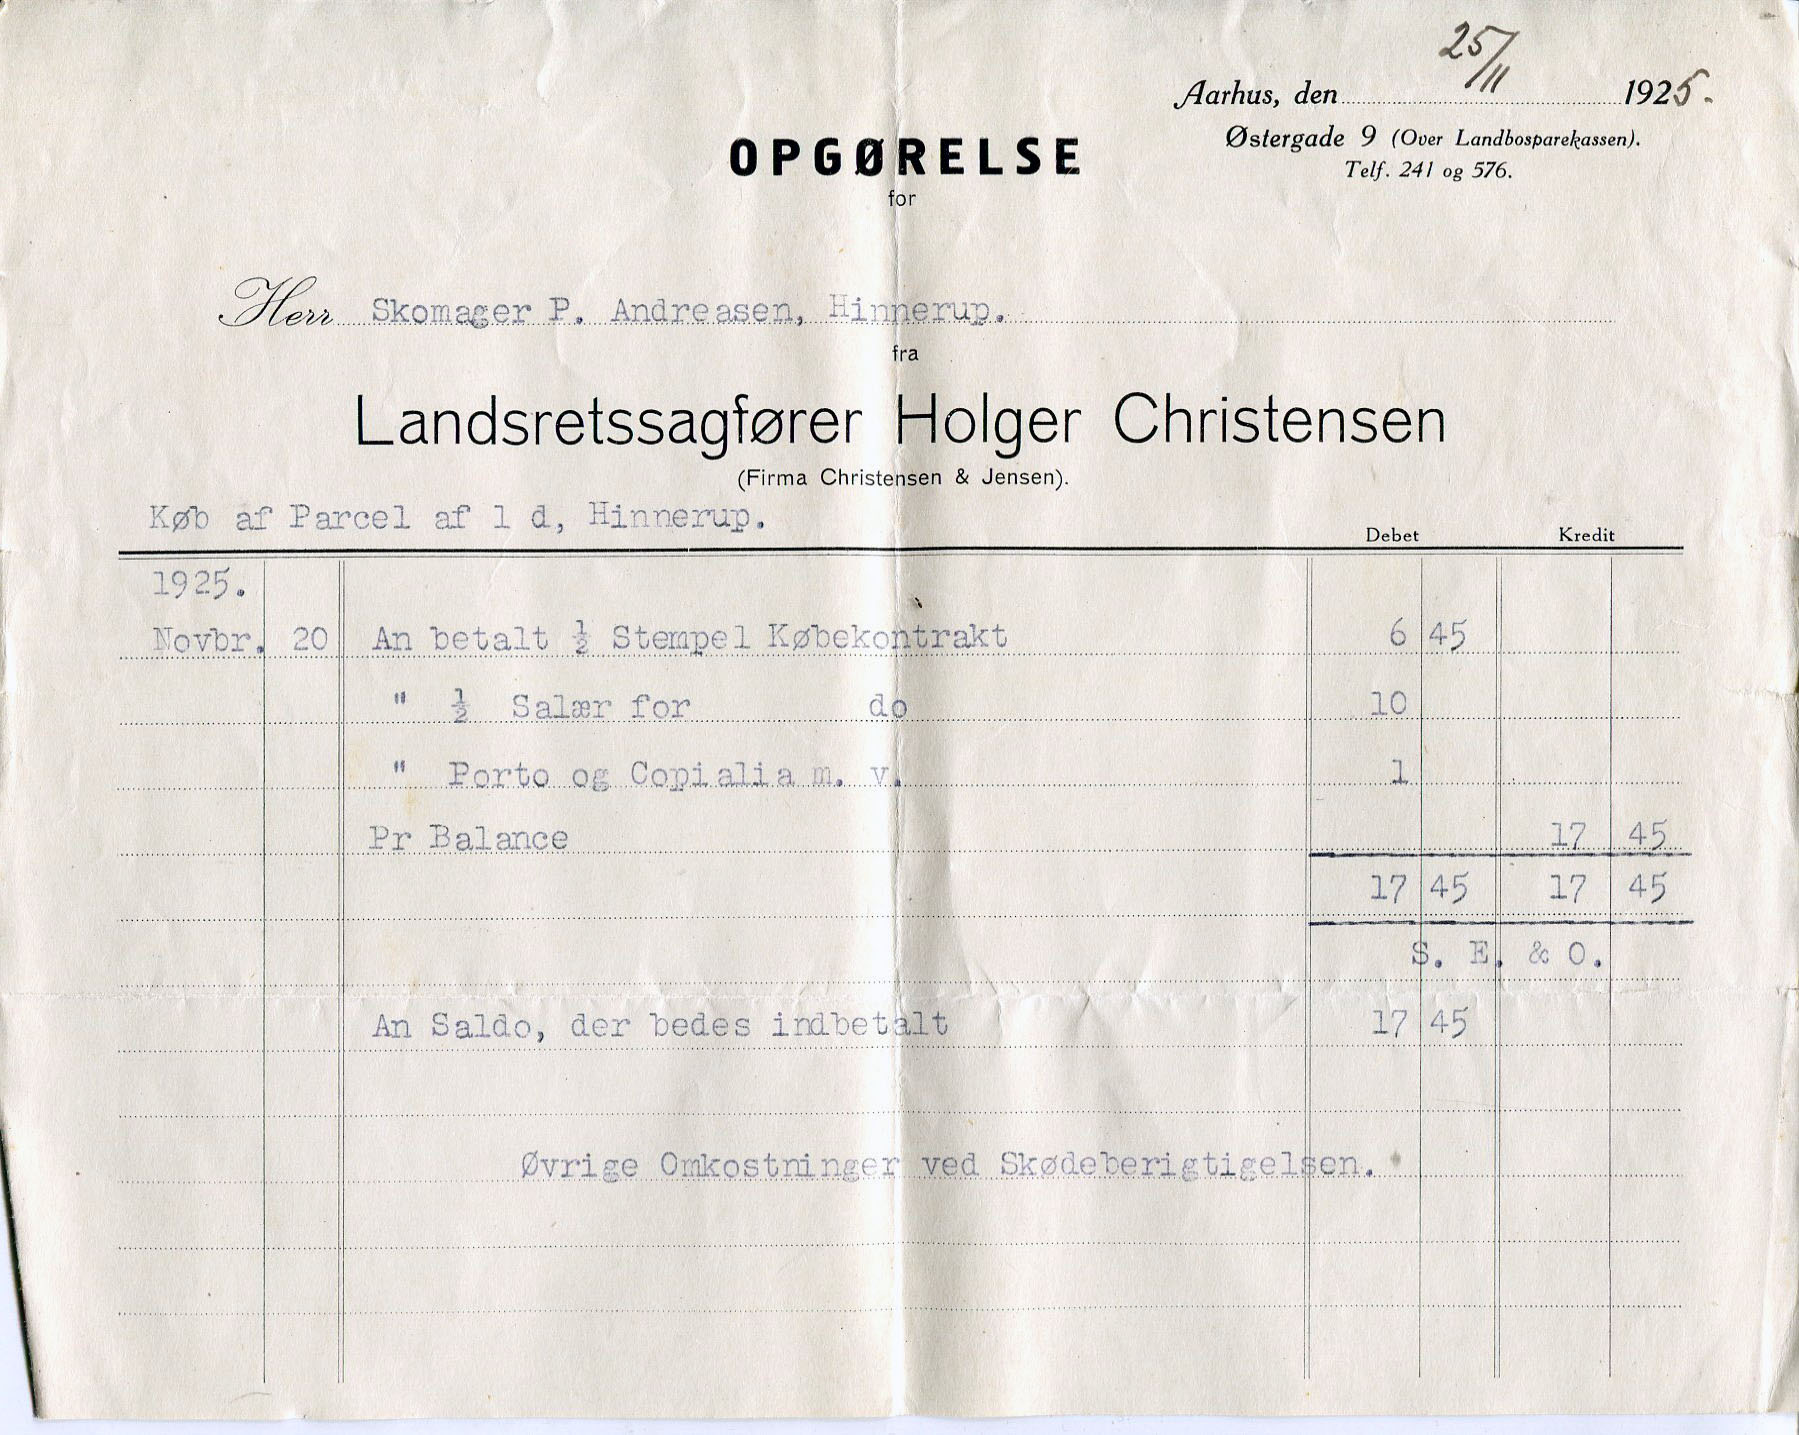 Aarhus, den 25/11 1925.
Østergade 9 (Over Landbosparekassen).
Telf. 241 og 576.
OPGØRELSE
for
Herr Skomager P. Andreasen, Hinnerup.
fra
Landsretssagfører Holger Christensen
(Firma Christensen & Jensen).
Køb af Parcel af 1 d, Hinnerup.
Debet Kredit
1925.
Novbr. 20 An betalt ½ Stempel Købekontrakt 6 45
" ½ Salær for do 10
" Porto og Copialia m. v. 1
Pr Balance 17 45
17 45 17 45
S. E. & O.
An Saldo, der bedes indbetalt 17 45
Øvrige Omkostninger ved Skødeberigtigelsen.